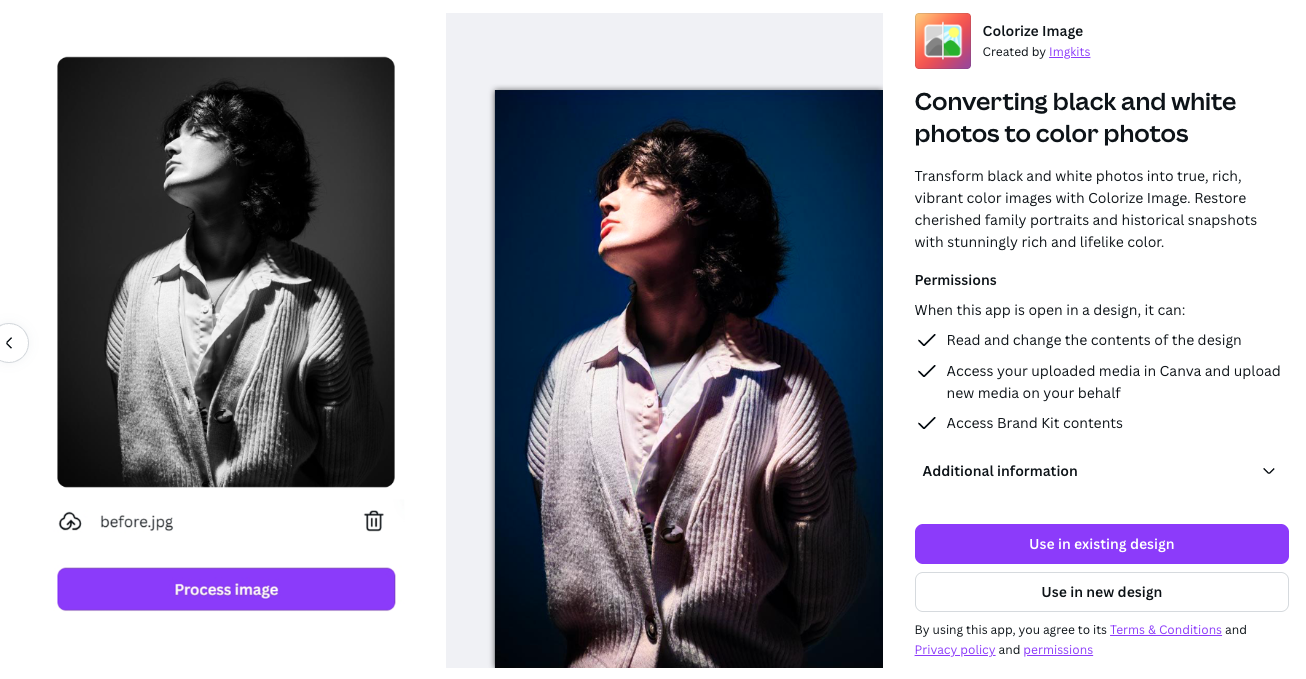 before.jpg
Process image
Colorize Image
Created by Imgkits
Converting black and white
photos to color photos
Transform black and white photos into true, rich,
vibrant color images with Colorize Image. Restore
cherished family portraits and historical snapshots
with stunningly rich and lifelike color.
Permissions
When this app is open in a design, it can:
Read and change the contents of the design
Access your uploaded media in Canva and upload
new media on your behalf
Access Brand Kit contents
Additional information
Use in existing design
Use in new design
By using this app, you agree to its Terms & Conditions and
Privacy policy and permissions